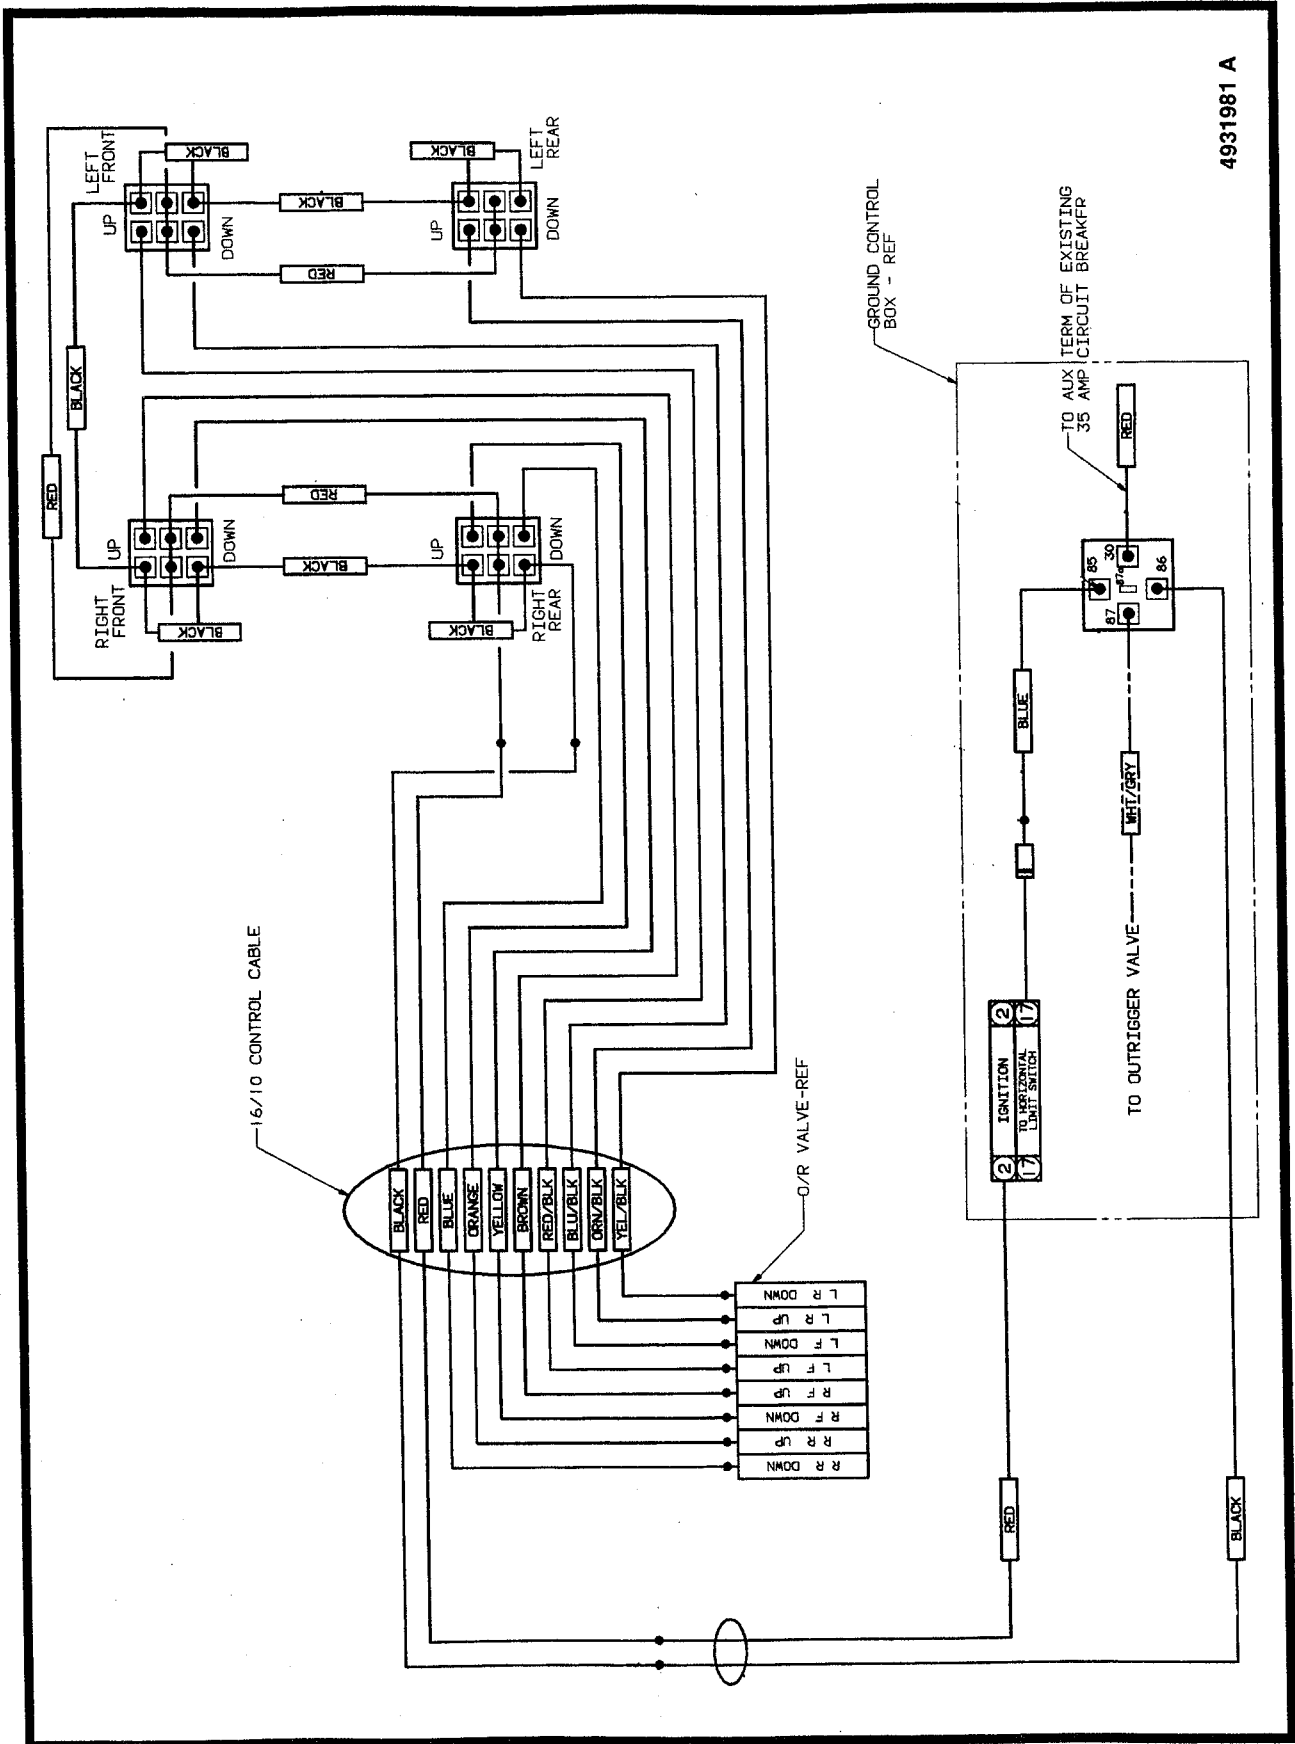 4931981 A
LEFT
FRONT
UP
DOWN
BLACK
BLACK
RED
BLACK
LEFT
REAR
UP
DOWN
BLACK
RED
RIGHT
FRONT
UP
DOWN
BLACK
RED
BLACK
UP
DOWN
RIGHT
REAR
BLACK
GROUND CONTROL
BOX - REF
TO AUX TERM OF EXISTING
35 AMP CIRCUIT BREAKFR
RED
85
30
87a
86
87
BLUE
WHT/GRY
TO OUTRIGGER VALVE
2
17
IGNITION
TO HORIZONTAL
LIMIT SWITCH
2
17
16/10 CONTROL CABLE
BLACK
RED
BLUE
ORANGE
YELLOW
BROWN
RED/BLK
BLU/BLK
ORN/BLK
YEL/BLK
O/R VALVE-REF
L R DOWN
L R UP
L F DOWN
L F UP
R F UP
R F DOWN
R R UP
R R DOWN
RED
BLACK